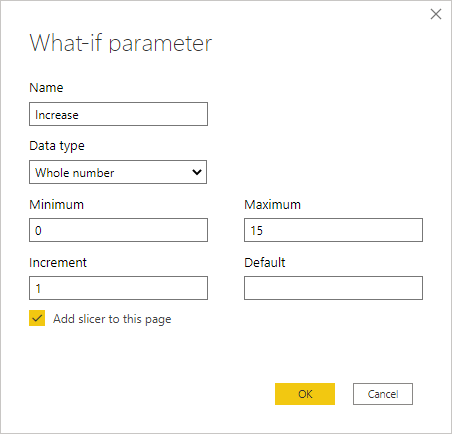 What-if parameter
Name
Increase
Data type
Whole number
Minimum
Maximum
0
15
Increment
Default
1
Add slicer to this page
OK
Cancel